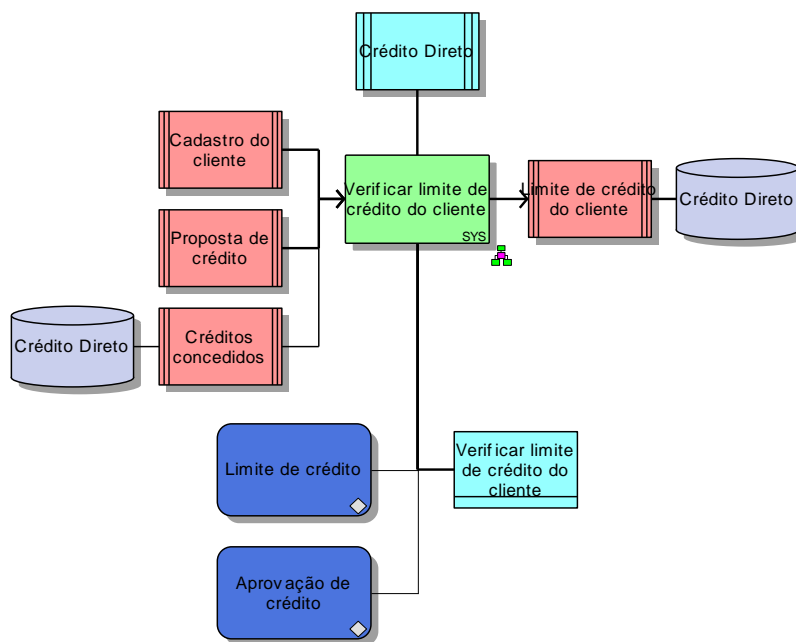 Crédito Direto
Cadastro do
cliente
Verificar limite de
crédito do cliente
SYS
Limite de crédito
do cliente
Crédito Direto
Proposta de
crédito
Crédito Direto
Créditos
concedidos
Limite de crédito
Verificar limite
de crédito do
cliente
Aprovação de
crédito